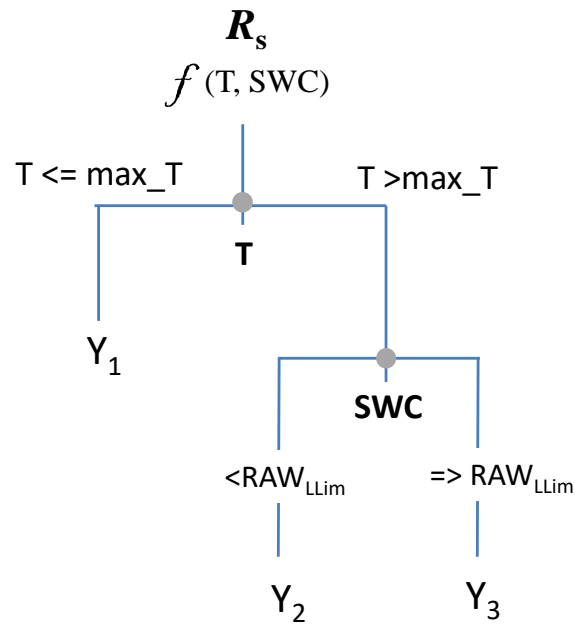 Rs
f (T, SWC)
T <= max_T
T >max_T
T
Y1
SWC
<RAWLLim
=> RAWLLim
Y2
Y3